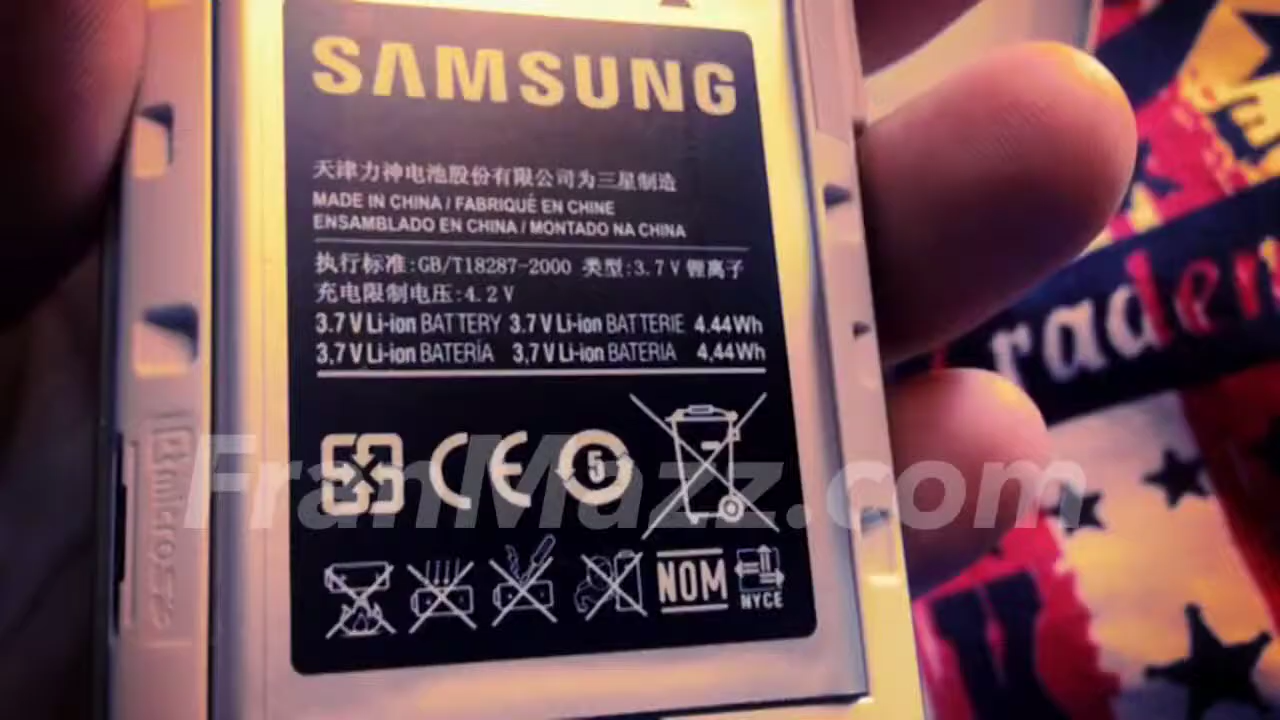 SAMSUNG
天津力神电池股份有限公司为三星制造
MADE IN CHINA / FABRIQUÉ EN CHINE
ENSAMBLADO EN CHINA / MONTADO NA CHINA
执行标准:GB/T18287-2000 类型:3.7V锂离子
充电限制电压:4.2V
3.7 V Li-ion BATTERY 3.7 V Li-ion BATTERIE 4.44Wh
3,7 V Li-ion BATERÍA 3,7 V Li-ion BATERIA 4,44Wh
CE 5
NOM NYCE
micro
FranMazz.com
raden